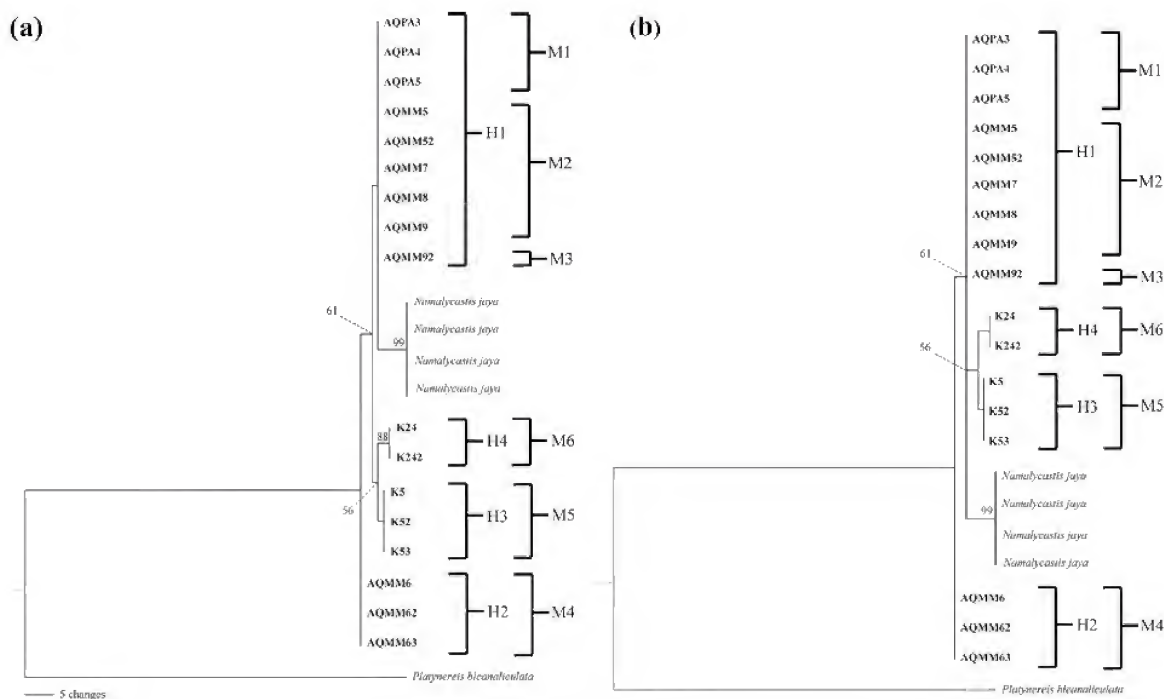 (a)
AQPA3
AQPA4
AQPA5
AQMM5
AQMM52
AQMM7
AQMM8
AQMM9
AQMM92
H1
M1
M2
M3
61
Namalycastis jaya
Namalycastis jaya
Namalycastis jaya
Namalycastis jaya
99
K24
K242
88
H4
M6
K5
K52
K53
56
H3
M5
AQMM6
AQMM62
AQMM63
H2
M4
Platynereis bicanaliculata
5 changes
(b)
AQPA3
AQPA4
AQPA5
AQMM5
AQMM52
AQMM7
AQMM8
AQMM9
AQMM92
H1
M1
M2
M3
61
K24
K242
H4
M6
56
K5
K52
K53
H3
M5
Namalycastis jaya
Namalycastis jaya
Namalycastis jaya
Namalycastis jaya
99
AQMM6
AQMM62
AQMM63
H2
M4
Platynereis bicanaliculata